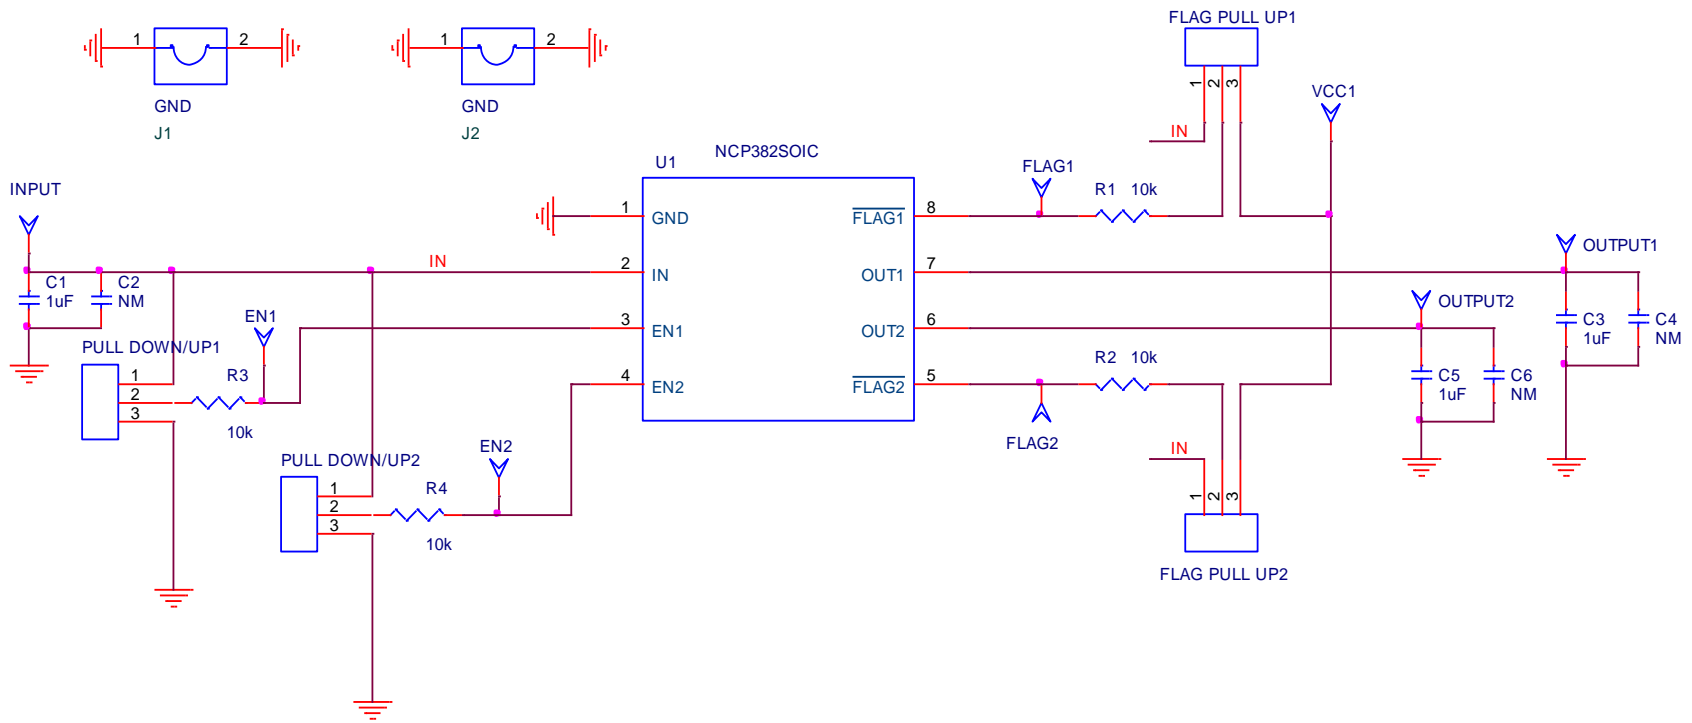 FLAG PULL UP1
1 2
GND
J1
1 2
GND
J2
1 2 3
IN
VCC1
INPUT
U1
NCP382SOIC
FLAG1
R1 10k
1 GND
2 IN
3 EN1
4 EN2
FLAG1 8
OUT1 7
OUT2 6
FLAG2 5
IN
C1
1uF
C2
NM
EN1
PULL DOWN/UP1
1
2
3
R3
10k
PULL DOWN/UP2
1
2
3
R4
10k
EN2
R2 10k
FLAG2
IN
1 2 3
FLAG PULL UP2
OUTPUT1
OUTPUT2
C3
1uF
C4
NM
C5
1uF
C6
NM